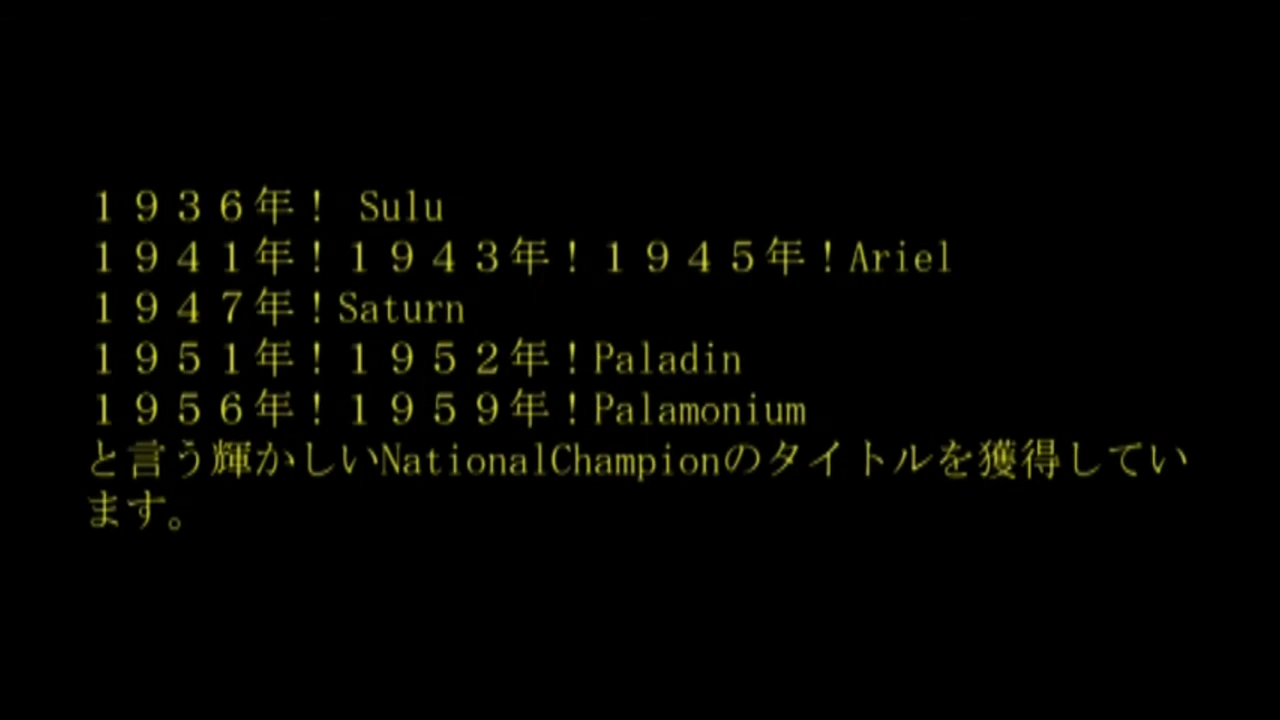 １９３６年！ Sulu
１９４１年！１９４３年！１９４５年！Ariel
１９４７年！Saturn
１９５１年！１９５２年！Paladin
１９５６年！１９５９年！Palamonium
と言う輝かしいNationalChampionのタイトルを獲得してい
ます。